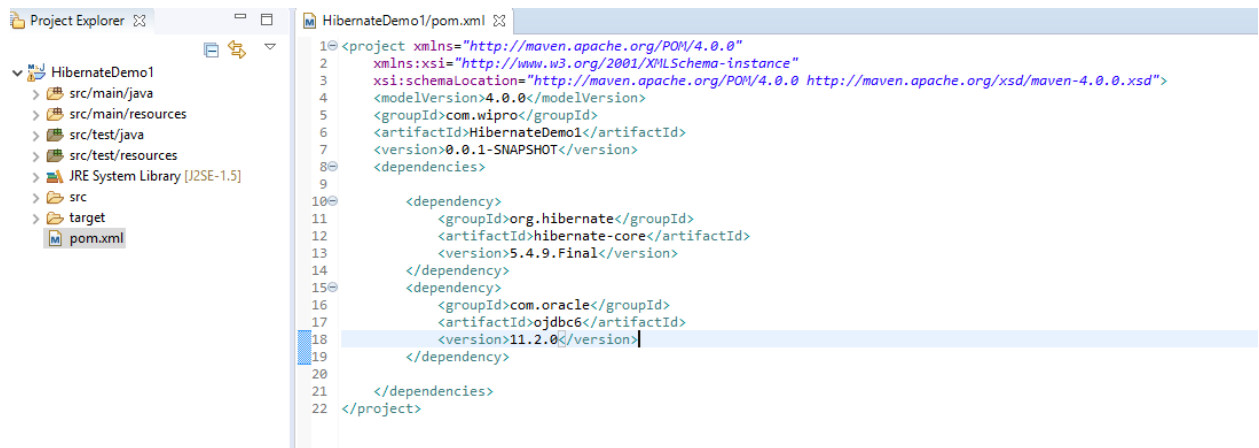 Project Explorer
HibernateDemo1
src/main/java
src/main/resources
src/test/java
src/test/resources
JRE System Library [J2SE-1.5]
src
target
pom.xml
HibernateDemo1/pom.xml
1 <project xmlns="http://maven.apache.org/POM/4.0.0"
2 xmlns:xsi="http://www.w3.org/2001/XMLSchema-instance"
3 xsi:schemaLocation="http://maven.apache.org/POM/4.0.0 http://maven.apache.org/xsd/maven-4.0.0.xsd">
4 <modelVersion>4.0.0</modelVersion>
5 <groupId>com.wipro</groupId>
6 <artifactId>HibernateDemo1</artifactId>
7 <version>0.0.1-SNAPSHOT</version>
8 <dependencies>
9
10 <dependency>
11 <groupId>org.hibernate</groupId>
12 <artifactId>hibernate-core</artifactId>
13 <version>5.4.9.Final</version>
14 </dependency>
15 <dependency>
16 <groupId>com.oracle</groupId>
17 <artifactId>ojdbc6</artifactId>
18 <version>11.2.0</version>
19 </dependency>
20
21 </dependencies>
22 </project>